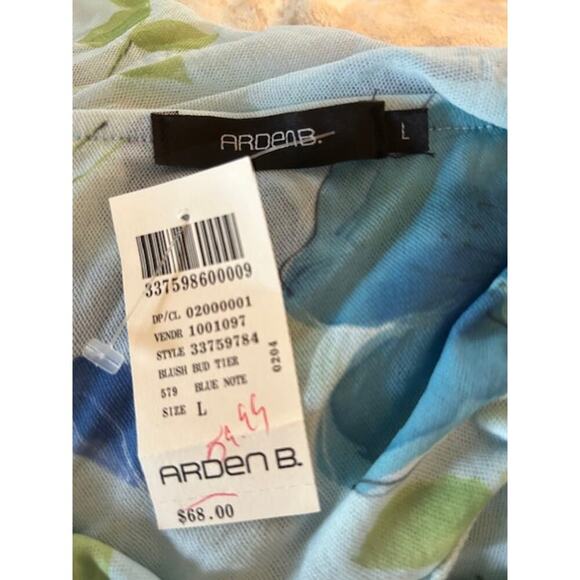 ARDEN B.
L
337598600009
DP/CL 02000001
VENDR 1001097
STYLE 33759784
BLUSH BUD TIER
579 BLUE NOTE
SIZE L
0204
ARDEN B.
$68.00